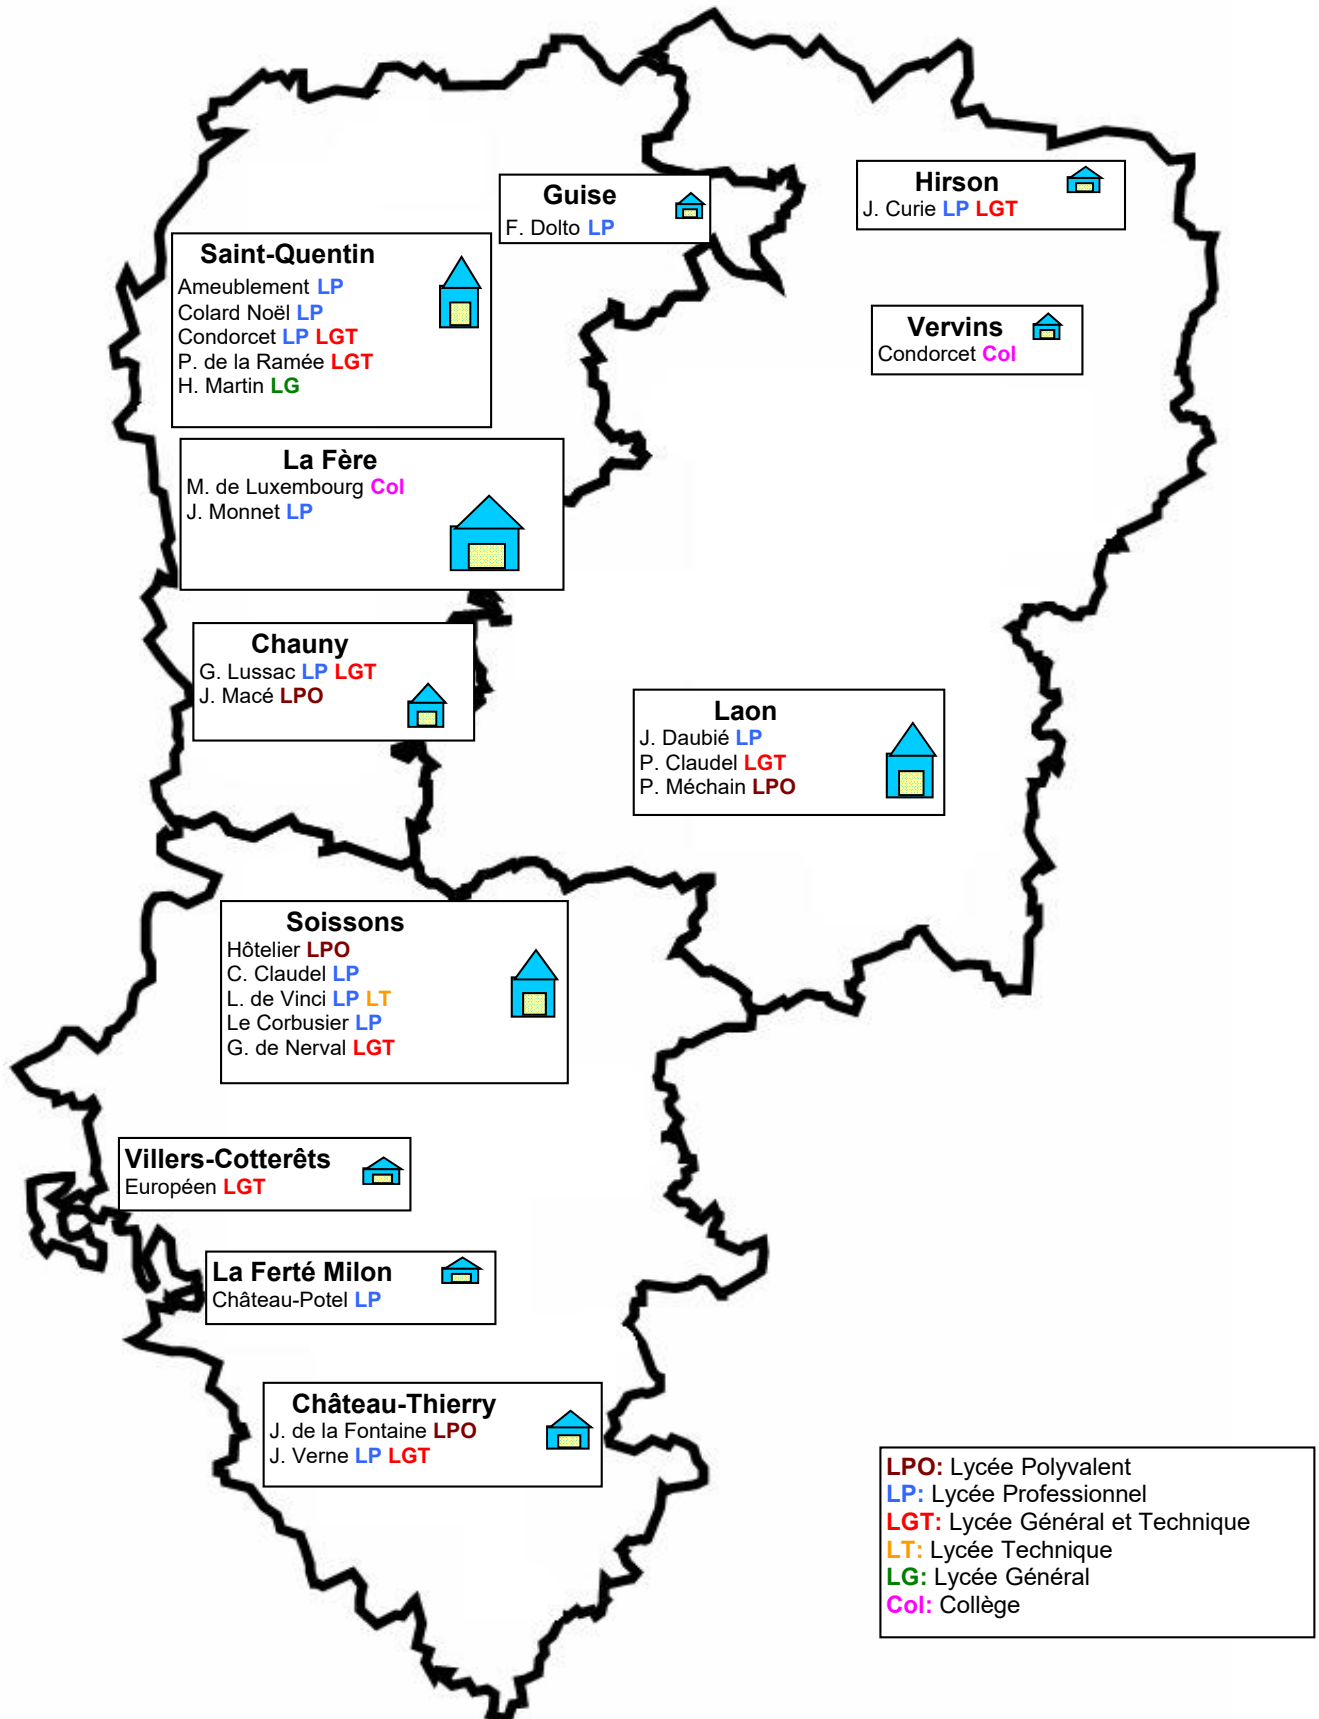 Guise
F. Dolto LP
Hirson
J. Curie LP LGT
Saint-Quentin
Ameublement LP
Colard Noël LP
Condorcet LP LGT
P. de la Ramée LGT
H. Martin LG
Vervins
Condorcet Col
La Fère
M. de Luxembourg Col
J. Monnet LP
Chauny
G. Lussac LP LGT
J. Macé LPO
Laon
J. Daubié LP
P. Claudel LGT
P. Méchain LPO
Soissons
Hôtelier LPO
C. Claudel LP
L. de Vinci LP LT
Le Corbusier LP
G. de Nerval LGT
Villers-Cotterêts
Européen LGT
La Ferté Milon
Château-Potel LP
Château-Thierry
J. de la Fontaine LPO
J. Verne LP LGT
LPO: Lycée Polyvalent
LP: Lycée Professionnel
LGT: Lycée Général et Technique
LT: Lycée Technique
LG: Lycée Général
Col: Collège